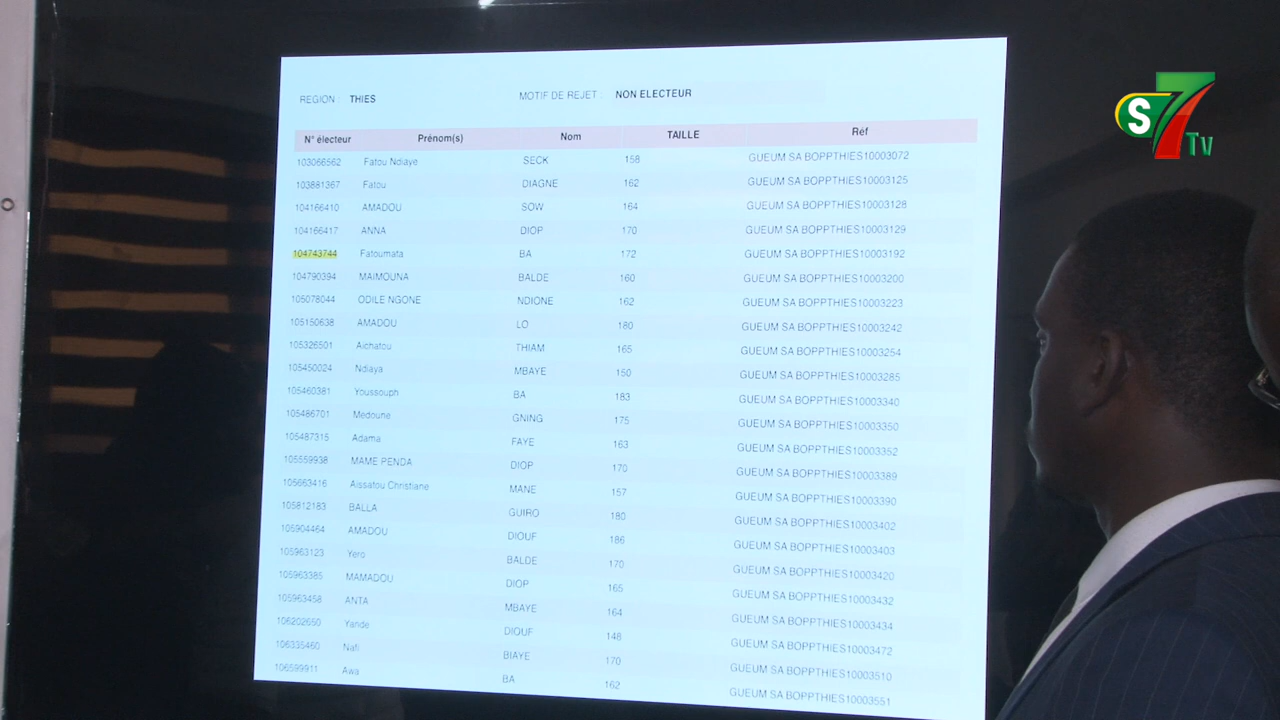 S7 Tv
REGION : THIES MOTIF DE REJET : NON ELECTEUR
N° électeur Prénom(s) Nom TAILLE Réf
103066562 Fatou Ndiaye SECK 158 GUEUM SA BOPPTHIES10003072
103881367 Fatou DIAGNE 162 GUEUM SA BOPPTHIES10003125
104166410 AMADOU SOW 164 GUEUM SA BOPPTHIES10003128
104166417 ANNA DIOP 170 GUEUM SA BOPPTHIES10003129
104743744 Fatoumata BA 172 GUEUM SA BOPPTHIES10003192
104790394 MAIMOUNA BALDE 160 GUEUM SA BOPPTHIES10003200
105078044 ODILE NGONE NDIONE 162 GUEUM SA BOPPTHIES10003223
105150638 AMADOU LO 180 GUEUM SA BOPPTHIES10003242
105326501 Aichatou THIAM 165 GUEUM SA BOPPTHIES10003254
105450024 Ndiaya MBAYE 150 GUEUM SA BOPPTHIES10003285
105460381 Youssouph BA 183 GUEUM SA BOPPTHIES10003340
105486701 Medoune GNING 175 GUEUM SA BOPPTHIES10003350
105487315 Adama FAYE 163 GUEUM SA BOPPTHIES10003352
105559938 MAME PENDA DIOP 170 GUEUM SA BOPPTHIES10003389
105663416 Aissatou Christiane MANE 157 GUEUM SA BOPPTHIES10003390
105812183 BALLA GUIRO 180 GUEUM SA BOPPTHIES10003402
105904464 AMADOU DIOUF 186 GUEUM SA BOPPTHIES10003403
105963123 Yero BALDE 170 GUEUM SA BOPPTHIES10003420
105963385 MAMADOU DIOP 165 GUEUM SA BOPPTHIES10003432
105963458 ANTA MBAYE 164 GUEUM SA BOPPTHIES10003434
106202650 Yande DIOUF 148 GUEUM SA BOPPTHIES10003472
106335460 Nafi BIAYE 170 GUEUM SA BOPPTHIES10003510
106599911 Awa BA 162 GUEUM SA BOPPTHIES10003551